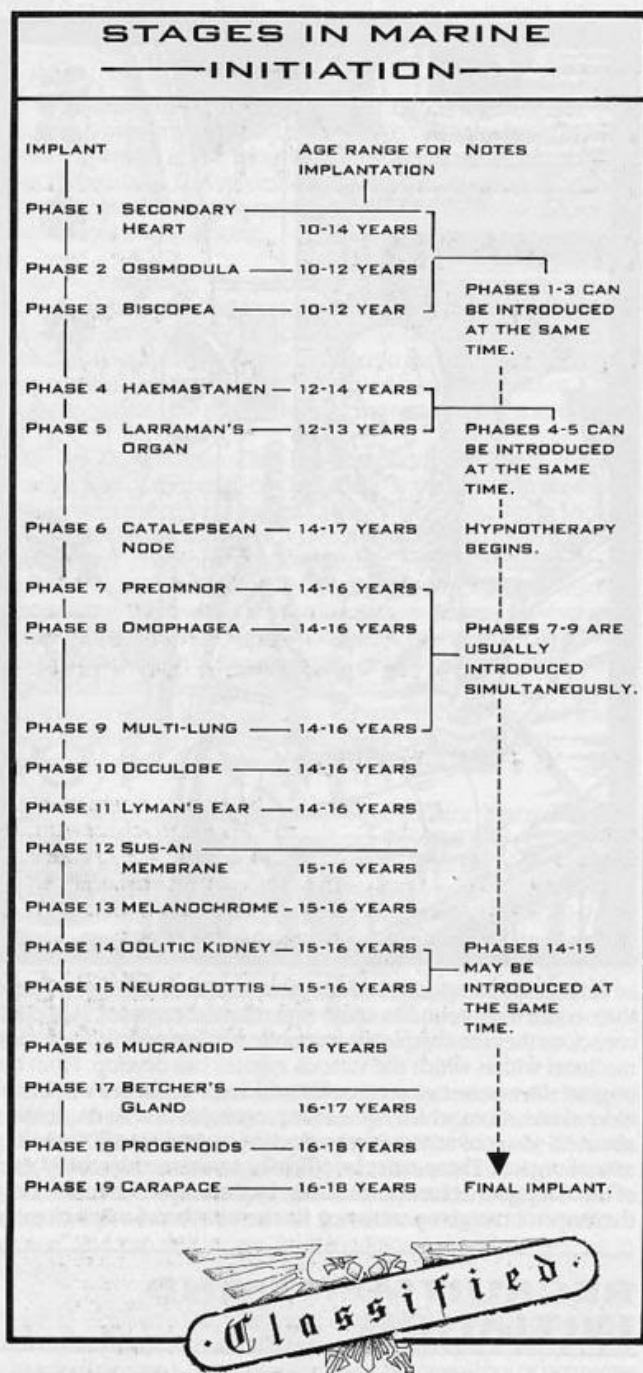 STAGES IN MARINE
INITIATION
IMPLANT AGE RANGE FOR NOTES
IMPLANTATION
PHASE 1 SECONDARY
HEART 10-14 YEARS
PHASE 2 OSSMODULA 10-12 YEARS
PHASES 1-3 CAN
PHASE 3 BISCOPEA 10-12 YEAR BE INTRODUCED
AT THE SAME
TIME.
PHASE 4 HAEMASTAMEN 12-14 YEARS
PHASE 5 LARRAMAN'S 12-13 YEARS PHASES 4-5 CAN
ORGAN BE INTRODUCED
AT THE SAME
TIME.
PHASE 6 CATALEPSEAN 14-17 YEARS HYPNOTHERAPY
NODE BEGINS.
PHASE 7 PREOMNOR 14-16 YEARS
PHASE 8 OMOPHAGEA 14-15 YEARS PHASES 7-9 ARE
USUALLY
INTRODUCED
SIMULTANEOUSLY.
PHASE 9 MULTI-LUNG 14-16 YEARS
PHASE 10 OCCULOBE 14-16 YEARS
PHASE 11 LYMAN'S EAR 14-16 YEARS
PHASE 12 SUS-AN
MEMBRANE 15-16 YEARS
PHASE 13 MELANOCHROME 15-16 YEARS
PHASE 14 OOLITIC KIDNEY 15-16 YEARS PHASES 14-15
MAY BE
PHASE 15 NEUROGLOTTIS 15-16 YEARS INTRODUCED AT
THE SAME
TIME.
PHASE 16 MUCRANOID 16 YEARS
PHASE 17 BETCHER'S
GLAND 16-17 YEARS
PHASE 18 PROGENOIDS 16-18 YEARS
PHASE 19 CARAPACE 16-18 YEARS FINAL IMPLANT.
· Classified ·